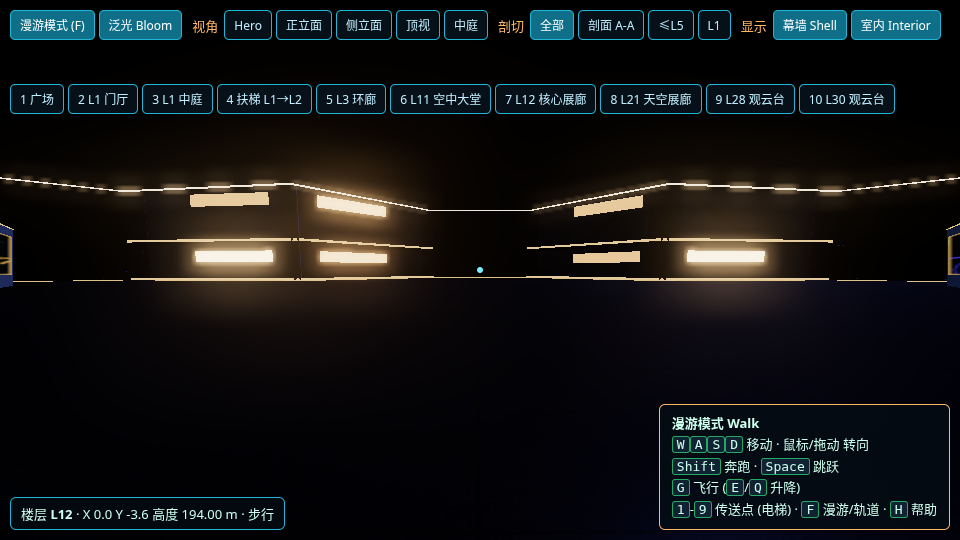 漫游模式 (F) 泛光 Bloom 视角 Hero 正立面 侧立面 顶视 中庭 剖切 全部 剖面 A-A ≤L5 L1 显示 幕墙 Shell 室内 Interior
1 广场 2 L1 门厅 3 L1 中庭 4 扶梯 L1→L2 5 L3 环廊 6 L11 空中大堂 7 L12 核心展廊 8 L21 天空展廊 9 L28 观云台 10 L30 观云台
漫游模式 Walk
W A S D 移动 · 鼠标/拖动 转向
Shift 奔跑 · Space 跳跃
G 飞行 (E/Q 升降)
1-9 传送点 (电梯) · F 漫游/轨道 · H 帮助
楼层 L12 · X 0.0 Y -3.6 高度 194.00 m · 步行